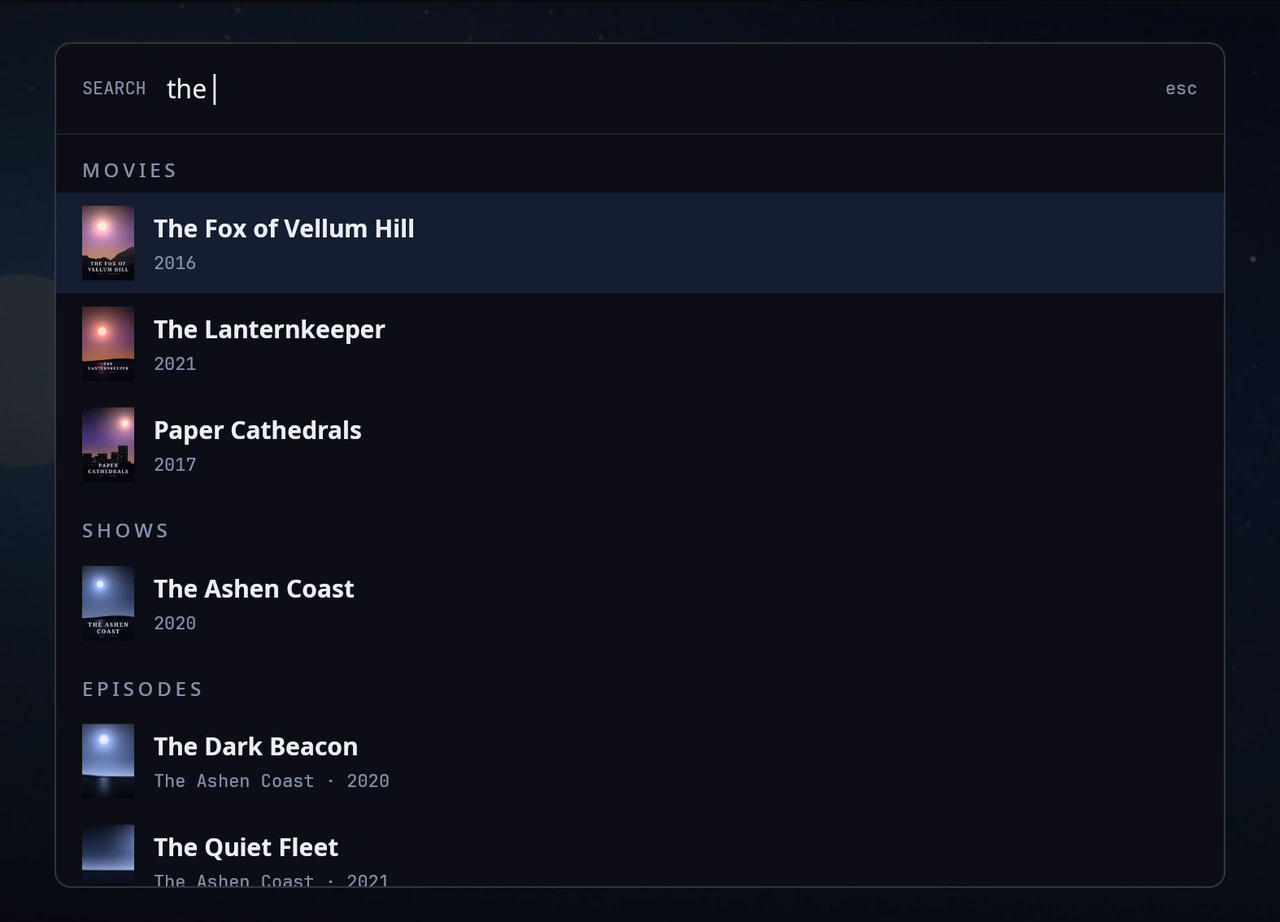 SEARCH the esc
MOVIES
THE FOX OF
VELLUM HILL
The Fox of Vellum Hill
2016
THE
LANTERNKEEPER
The Lanternkeeper
2021
PAPER
CATHEDRALS
Paper Cathedrals
2017
SHOWS
THE ASHEN
COAST
The Ashen Coast
2020
EPISODES
The Dark Beacon
The Ashen Coast · 2020
The Quiet Fleet
The Ashen Coast · 2021